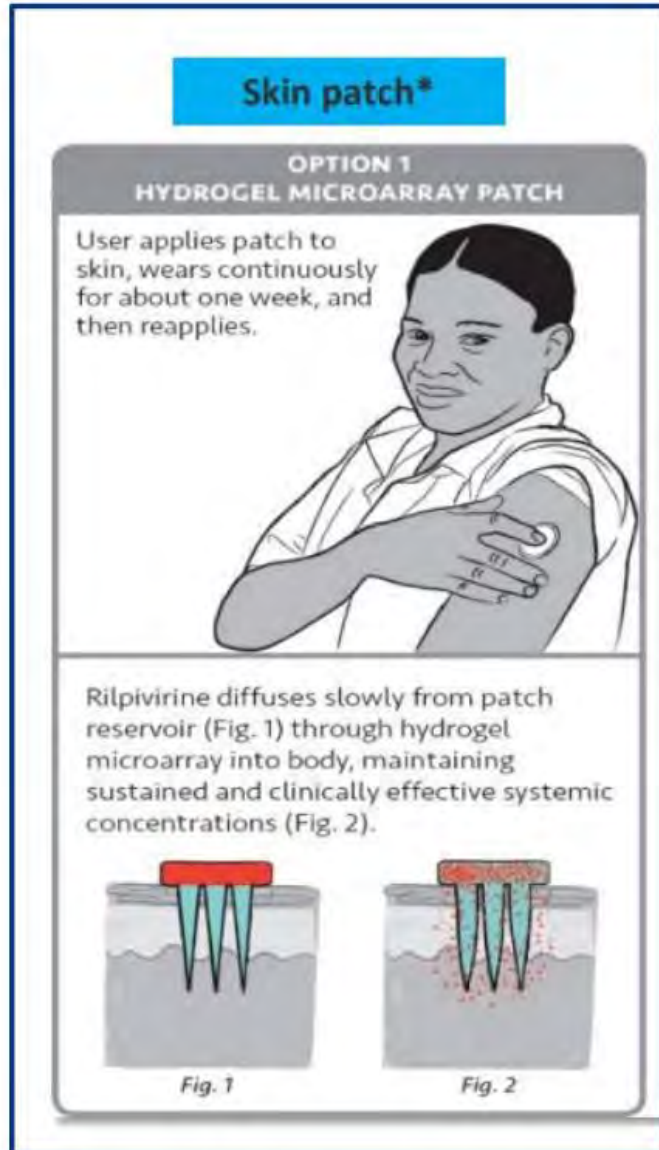 Skin patch*
OPTION 1
HYDROGEL MICROARRAY PATCH
User applies patch to
skin, wears continuously
for about one week, and
then reapplies.
Rilpivirine diffuses slowly from patch
reservoir (Fig. 1) through hydrogel
microarray into body, maintaining
sustained and clinically effective systemic
concentrations (Fig. 2).
Fig. 1
Fig. 2